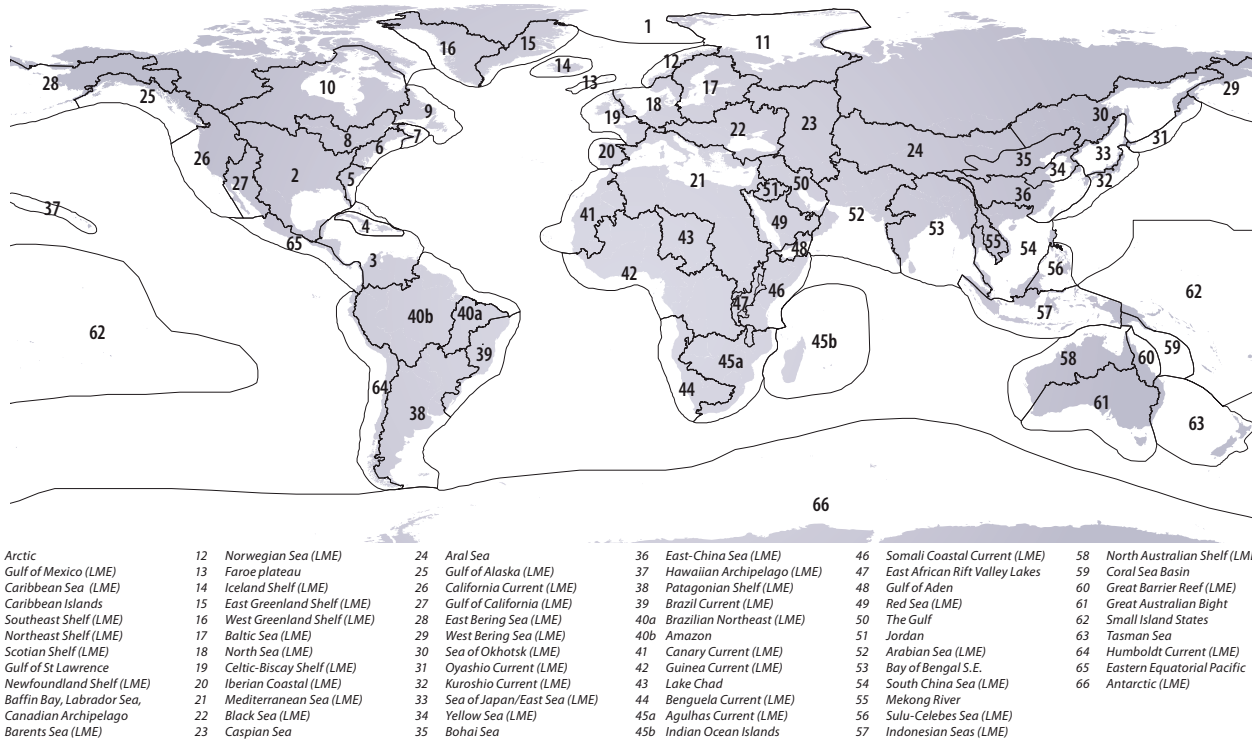 1
16
15
11
14
12
13
28
25
10
17
29
9
18
19
30
22
7
8
6
23
31
24
33
35
34
26
20
27
2
5
21
51
50
32
36
37
41
4
52
49
53
43
65
48
54
55
3
42
56
46
62
47
57
40a
40b
62
39
45b
45a
59
60
58
64
44
38
61
63
66
Arctic
Gulf of Mexico (LME)
Caribbean Sea (LME)
Caribbean Islands
Southeast Shelf (LME)
Northeast Shelf (LME)
Scotian Shelf (LME)
Gulf of St Lawrence
Newfoundland Shelf (LME)
Baffin Bay, Labrador Sea,
Canadian Archipelago
Barents Sea (LME)
12 Norwegian Sea (LME)
13 Faroe plateau
14 Iceland Shelf (LME)
15 East Greenland Shelf (LME)
16 West Greenland Shelf (LME)
17 Baltic Sea (LME)
18 North Sea (LME)
19 Celtic-Biscay Shelf (LME)
20 Iberian Coastal (LME)
21 Mediterranean Sea (LME)
22 Black Sea (LME)
23 Caspian Sea
24 Aral Sea
25 Gulf of Alaska (LME)
26 California Current (LME)
27 Gulf of California (LME)
28 East Bering Sea (LME)
29 West Bering Sea (LME)
30 Sea of Okhotsk (LME)
31 Oyashio Current (LME)
32 Kuroshio Current (LME)
33 Sea of Japan/East Sea (LME)
34 Yellow Sea (LME)
35 Bohai Sea
36 East-China Sea (LME)
37 Hawaiian Archipelago (LME)
38 Patagonian Shelf (LME)
39 Brazil Current (LME)
40a Brazilian Northeast (LME)
40b Amazon
41 Canary Current (LME)
42 Guinea Current (LME)
43 Lake Chad
44 Benguela Current (LME)
45a Agulhas Current (LME)
45b Indian Ocean Islands
46 Somali Coastal Current (LME)
47 East African Rift Valley Lakes
48 Gulf of Aden
49 Red Sea (LME)
50 The Gulf
51 Jordan
52 Arabian Sea (LME)
53 Bay of Bengal S.E.
54 South China Sea (LME)
55 Mekong River
56 Sulu-Celebes Sea (LME)
57 Indonesian Seas (LME)
58 North Australian Shelf (LME
59 Coral Sea Basin
60 Great Barrier Reef (LME)
61 Great Australian Bight
62 Small Island States
63 Tasman Sea
64 Humboldt Current (LME)
65 Eastern Equatorial Pacific
66 Antarctic (LME)